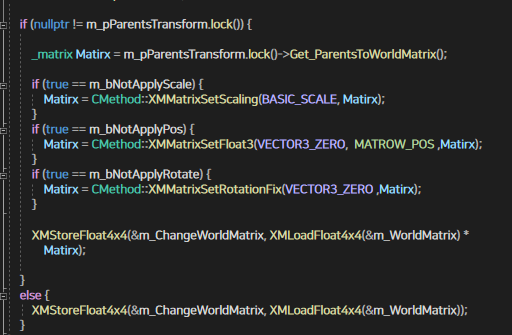 if (nullptr != m_pParentsTransform.lock()) {
_matrix Matirx = m_pParentsTransform.lock()->Get_ParentsToWorldMatrix();
if (true == m_bNotApplyScale) {
Matirx = CMethod::XMMatrixSetScaling(BASIC_SCALE, Matirx);
}
if (true == m_bNotApplyPos) {
Matirx = CMethod::XMMatrixSetFloat3(VECTOR3_ZERO,  MATROW_POS ,Matirx);
}
if (true == m_bNotApplyRotate) {
Matirx = CMethod::XMMatrixSetRotationFix(VECTOR3_ZERO ,Matirx);
}
XMStoreFloat4x4(&m_ChangeWorldMatrix, XMLoadFloat4x4(&m_WorldMatrix) *
Matirx);
}
else {
XMStoreFloat4x4(&m_ChangeWorldMatrix, XMLoadFloat4x4(&m_WorldMatrix));
}